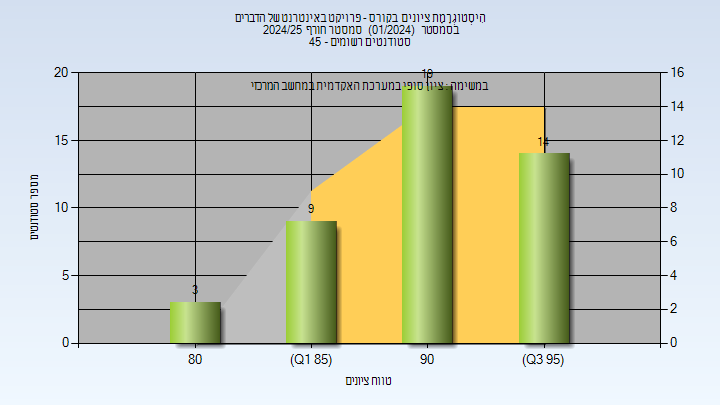 היסטוגרמת ציונים בקורס - פרויקט באינטרנט של הדברים
בסמסטר (01/2024) סמסטר חורף 2024/25
סטודנטים רשומים - 45
במשימה: ציון סופי במערכת האקדמית במחשב המרכזי
20
15
10
5
0
16
14
12
10
8
6
4
2
0
3
9
19
14
מספר סטודנטים
80
(Q1 85)
90
(Q3 95)
טווח ציונים